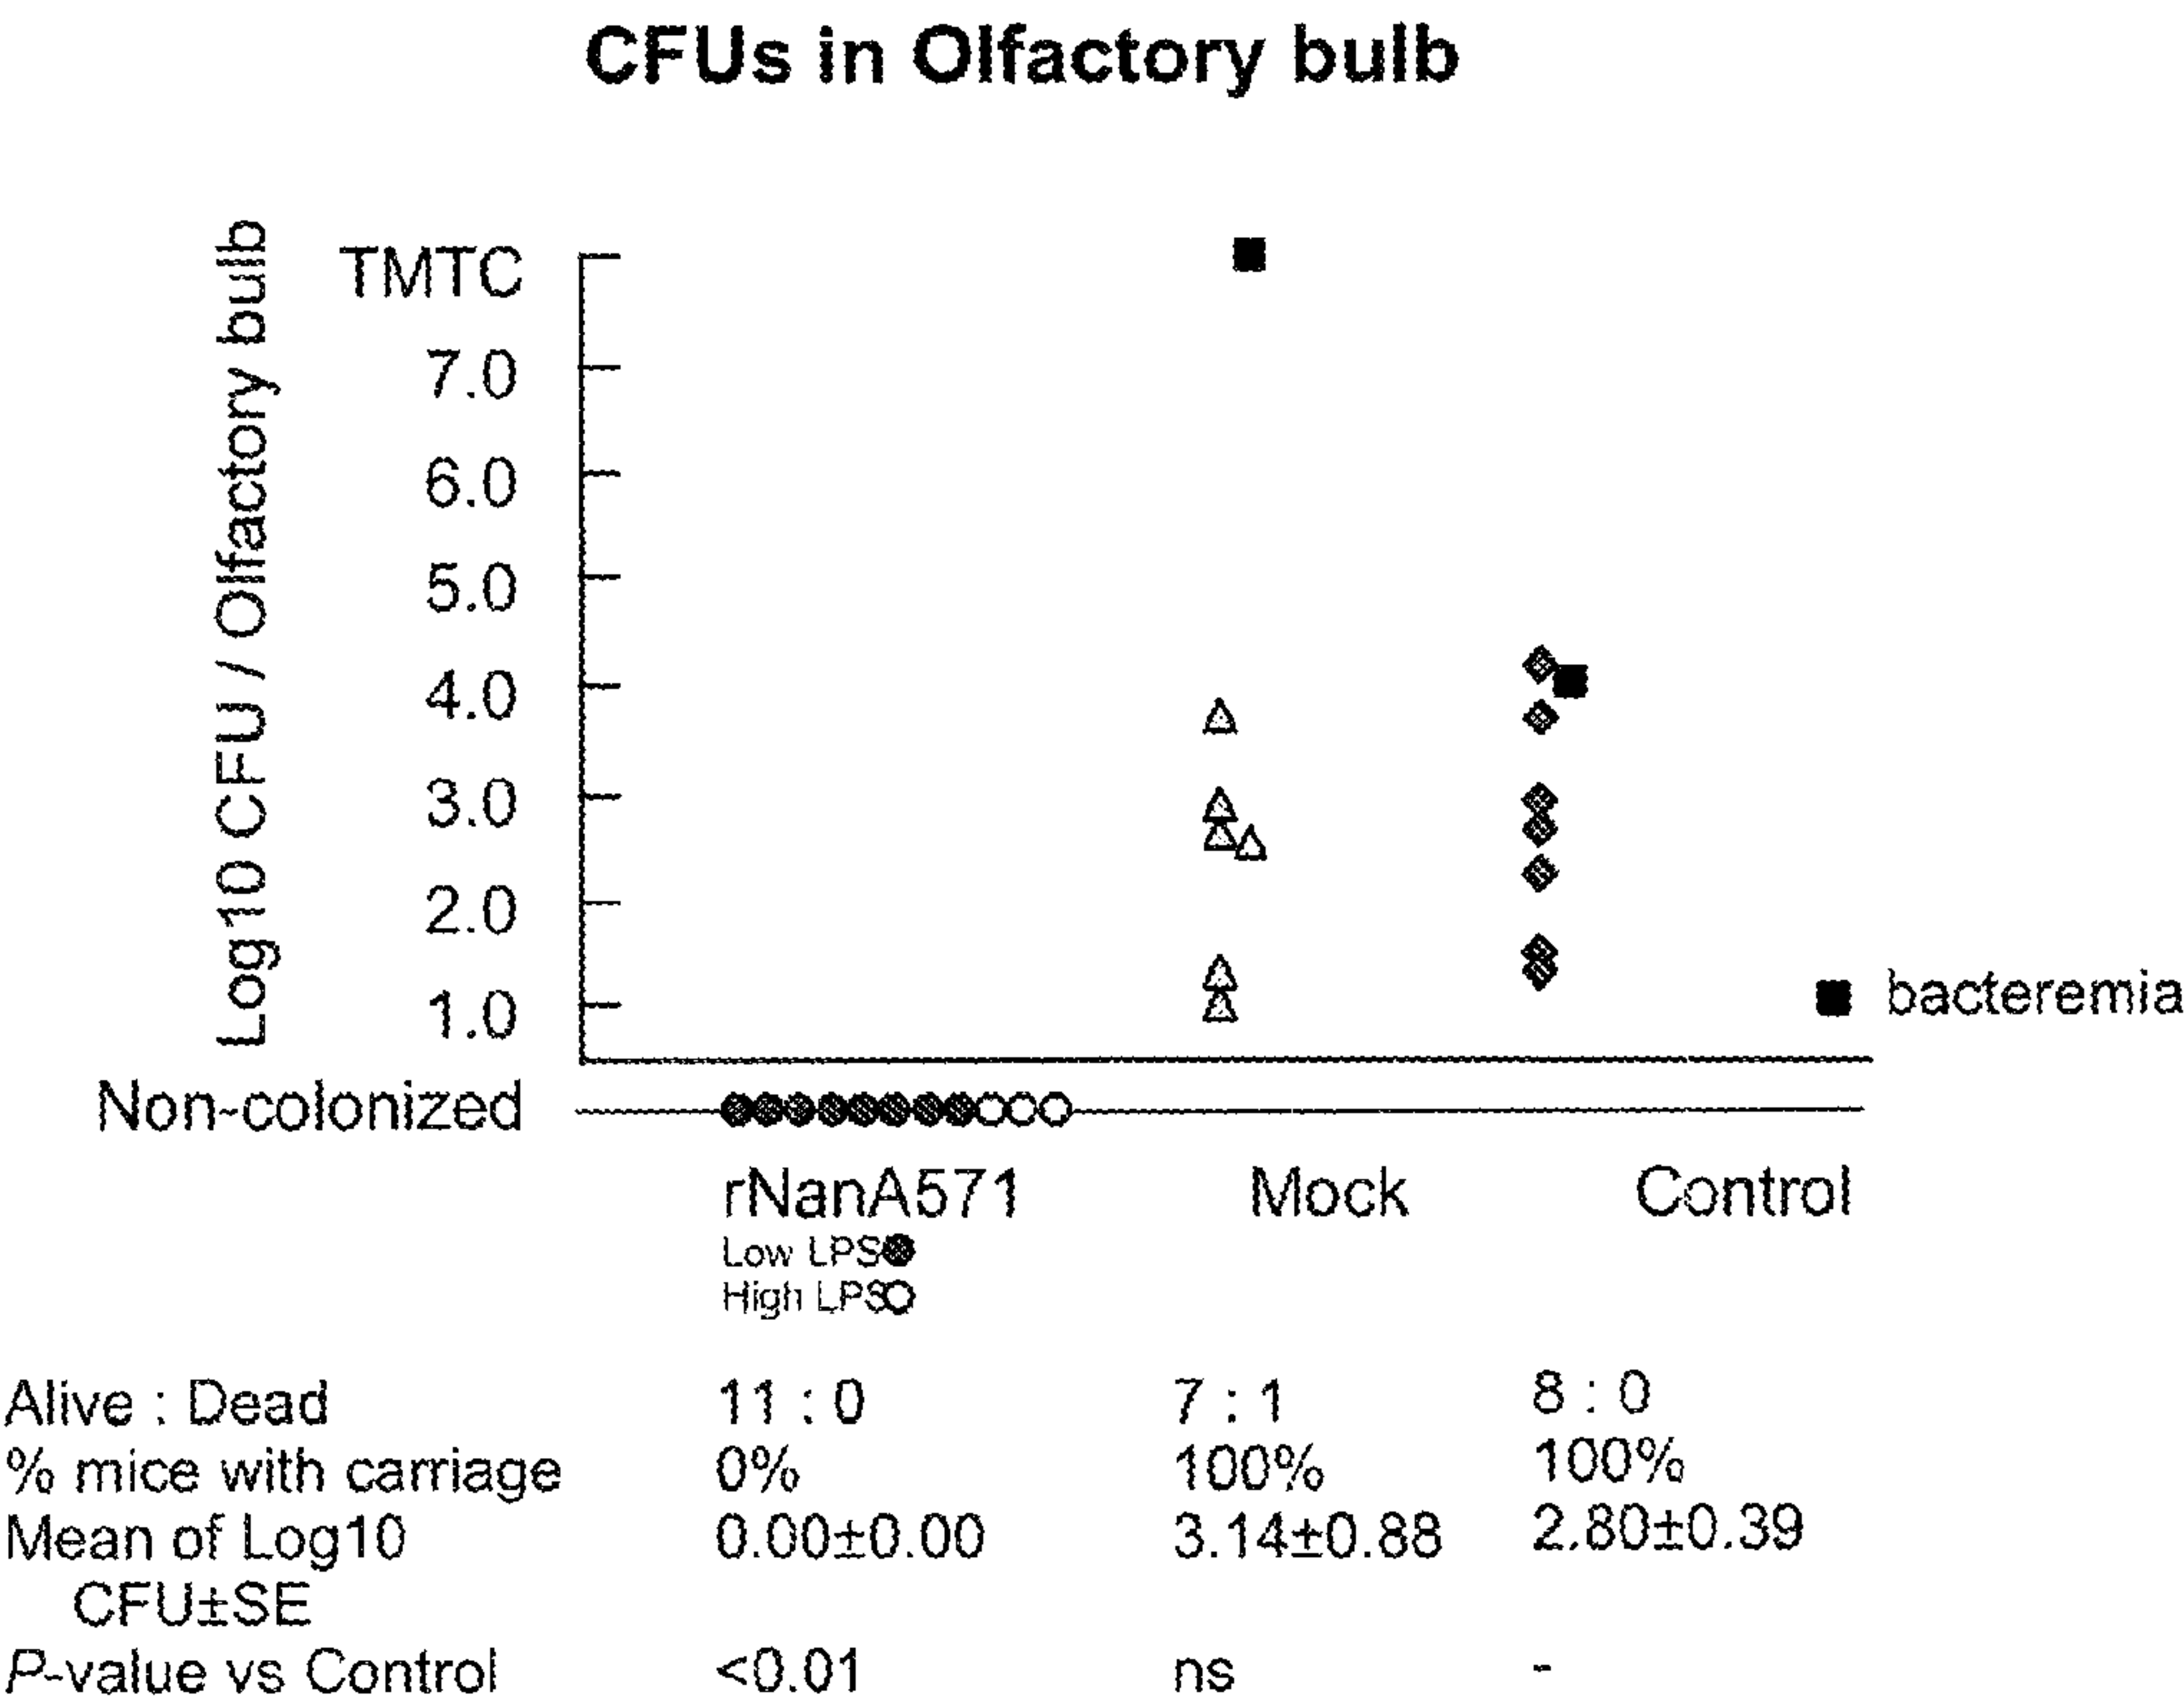 CFUs in Olfactory bulb
Log10 CFU / Olfactory bulb
TMTC
7.0
6.0
5.0
4.0
3.0
2.0
1.0
bacteremia
Non-colonized
rNanA571 Mock Control
Low LPS
High LPS
Alive : Dead 11 : 0 7 : 1 8 : 0
% mice with carriage 0% 100% 100%
Mean of Log10 0.00±0.00 3.14±0.88 2.80±0.39
CFU±SE
P-value vs Control <0.01 ns -